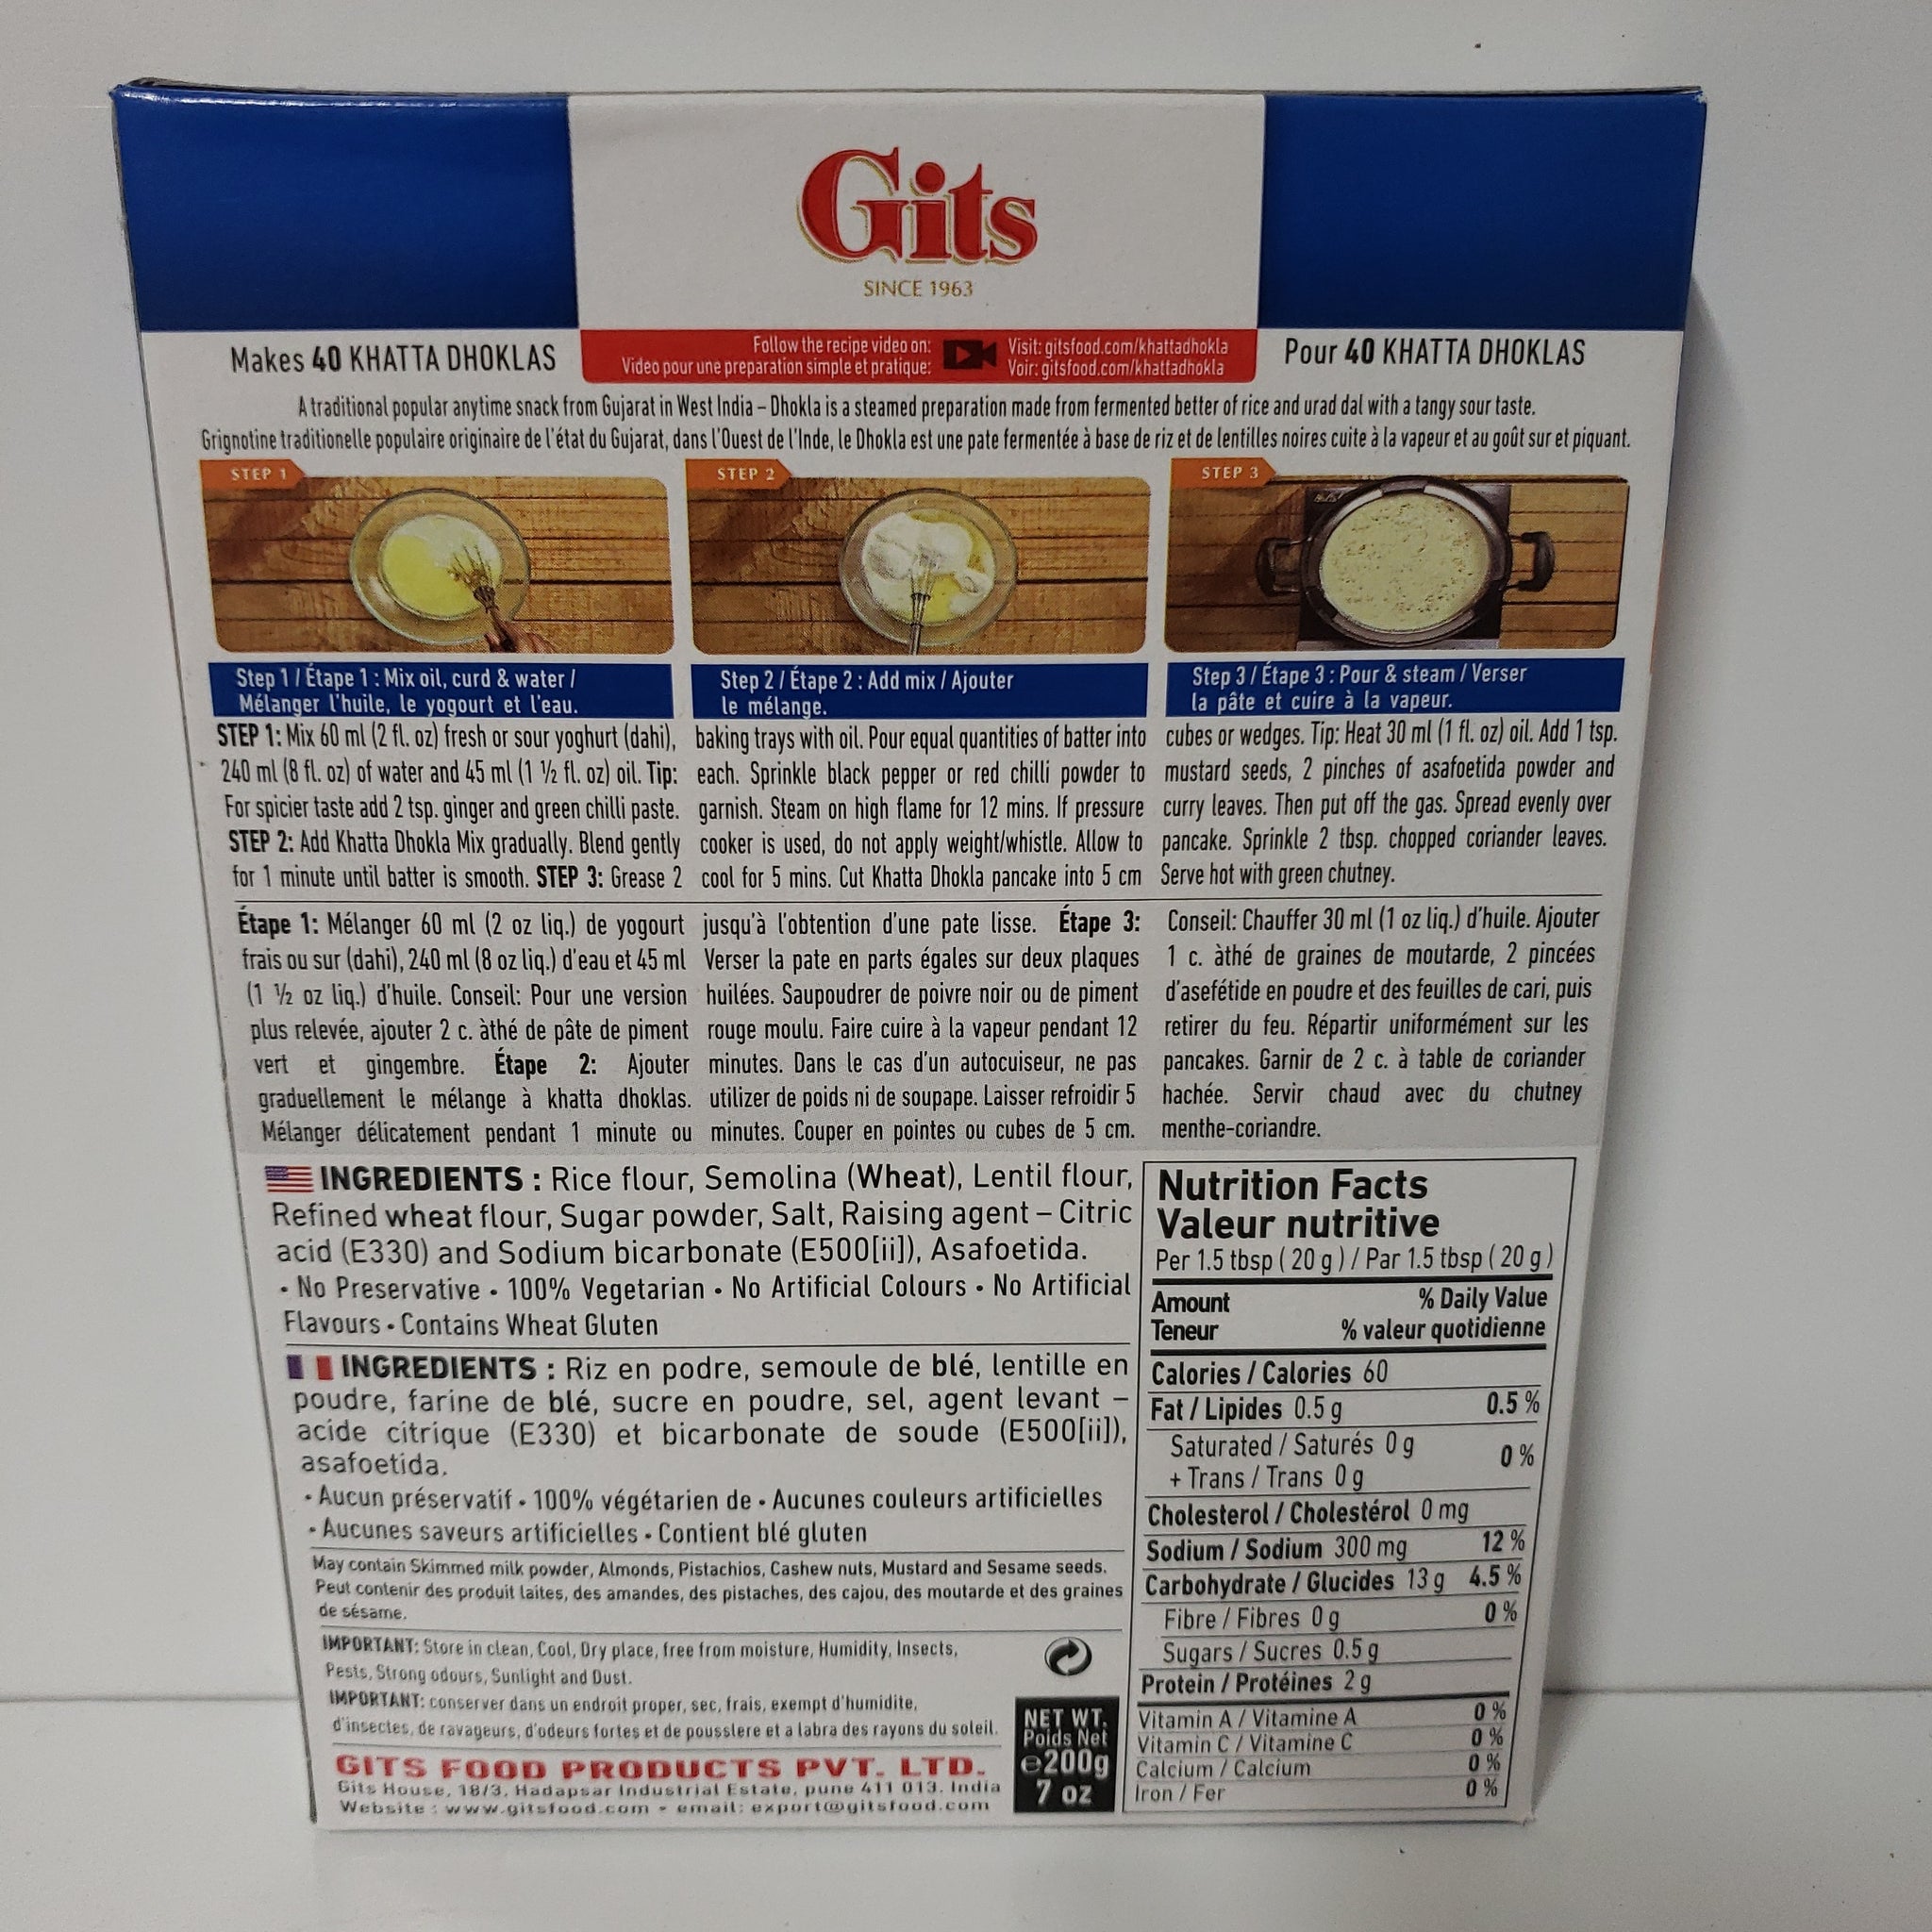 Gits
SINCE 1963
Makes 40 KHATTA DHOKLAS
Follow the recipe video on:
Video pour une preparation simple et pratique:
Visit: gitsfood.com/khattadhokla
Voir: gitsfood.com/khattadhokla
Pour 40 KHATTA DHOKLAS
A traditional popular anytime snack from Gujarat in West India – Dhokla is a steamed preparation made from fermented better of rice and urad dal with a tangy sour taste.
Grignotine traditionelle populaire originaire de l'état du Gujarat, dans l'Ouest de l'Inde, le Dhokla est une pate fermentée à base de riz et de lentilles noires cuite à la vapeur et au goût sur et piquant.
STEP 1
STEP 2
STEP 3
Step 1 / Étape 1 : Mix oil, curd & water /
Mélanger l'huile, le yogourt et l'eau.
Step 2 / Étape 2 : Add mix / Ajouter
le mélange.
Step 3 / Étape 3 : Pour & steam / Verser
la pâte et cuire à la vapeur.
STEP 1: Mix 60 ml (2 fl. oz) fresh or sour yoghurt (dahi),
240 ml (8 fl. oz) of water and 45 ml (1 ½ fl. oz) oil. Tip:
For spicier taste add 2 tsp. ginger and green chilli paste.
STEP 2: Add Khatta Dhokla Mix gradually. Blend gently
for 1 minute until batter is smooth. STEP 3: Grease 2
baking trays with oil. Pour equal quantities of batter into
each. Sprinkle black pepper or red chilli powder to
garnish. Steam on high flame for 12 mins. If pressure
cooker is used, do not apply weight/whistle. Allow to
cool for 5 mins. Cut Khatta Dhokla pancake into 5 cm
cubes or wedges. Tip: Heat 30 ml (1 fl. oz) oil. Add 1 tsp.
mustard seeds, 2 pinches of asafoetida powder and
curry leaves. Then put off the gas. Spread evenly over
pancake. Sprinkle 2 tbsp. chopped coriander leaves.
Serve hot with green chutney.
Étape 1: Mélanger 60 ml (2 oz liq.) de yogourt
frais ou sur (dahi), 240 ml (8 oz liq.) d'eau et 45 ml
(1 ½ oz liq.) d'huile. Conseil: Pour une version
plus relevée, ajouter 2 c. àthé de pâte de piment
vert et gingembre. Étape 2: Ajouter
graduellement le mélange à khatta dhoklas.
Mélanger délicatement pendant 1 minute ou
jusqu'à l'obtention d'une pate lisse. Étape 3:
Verser la pate en parts égales sur deux plaques
huilées. Saupoudrer de poivre noir ou de piment
rouge moulu. Faire cuire à la vapeur pendant 12
minutes. Dans le cas d'un autocuiseur, ne pas
utilizer de poids ni de soupape. Laisser refroidir 5
minutes. Couper en pointes ou cubes de 5 cm.
Conseil: Chauffer 30 ml (1 oz liq.) d'huile. Ajouter
1 c. àthé de graines de moutarde, 2 pincées
d'asefétide en poudre et des feuilles de cari, puis
retirer du feu. Répartir uniformément sur les
pancakes. Garnir de 2 c. à table de coriander
hachée. Servir chaud avec du chutney
menthe-coriandre.
INGREDIENTS : Rice flour, Semolina (Wheat), Lentil flour,
Refined wheat flour, Sugar powder, Salt, Raising agent – Citric
acid (E330) and Sodium bicarbonate (E500[ii]), Asafoetida.
• No Preservative • 100% Vegetarian • No Artificial Colours • No Artificial
Flavours • Contains Wheat Gluten
INGREDIENTS : Riz en podre, semoule de blé, lentille en
poudre, farine de blé, sucre en poudre, sel, agent levant –
acide citrique (E330) et bicarbonate de soude (E500[ii]),
asafoetida.
• Aucun préservatif • 100% végétarien de • Aucunes couleurs artificielles
• Aucunes saveurs artificielles • Contient blé gluten
May contain Skimmed milk powder, Almonds, Pistachios, Cashew nuts, Mustard and Sesame seeds.
Peut contenir des produit laites, des amandes, des pistaches, des cajou, des moutarde et des graines
de sésame.
IMPORTANT: Store in clean, Cool, Dry place, free from moisture, Humidity, Insects,
Pests, Strong odours, Sunlight and Dust.
IMPORTANT: conserver dans un endroit proper, sec, frais, exempt d'humidite,
d'insectes, de ravageurs, d'odeurs fortes et de pousslere et a labra des rayons du soleil.
GITS FOOD PRODUCTS PVT. LTD.
Gits House, 18/3, Hadapsar Industrial Estate, pune 411 013. India
Website : www.gitsfood.com • email: export@gitsfood.com
NET WT.
Poids Net
e200g
7 oz
Nutrition Facts
Valeur nutritive
Per 1.5 tbsp ( 20 g ) / Par 1.5 tbsp ( 20 g )
Amount % Daily Value
Teneur % valeur quotidienne
Calories / Calories 60
Fat / Lipides 0.5 g 0.5 %
Saturated / Saturés 0 g
+ Trans / Trans 0 g 0 %
Cholesterol / Cholestérol 0 mg
Sodium / Sodium 300 mg 12 %
Carbohydrate / Glucides 13 g 4.5 %
Fibre / Fibres 0 g 0 %
Sugars / Sucres 0.5 g
Protein / Protéines 2 g
Vitamin A / Vitamine A 0 %
Vitamin C / Vitamine C 0 %
Calcium / Calcium 0 %
Iron / Fer 0 %